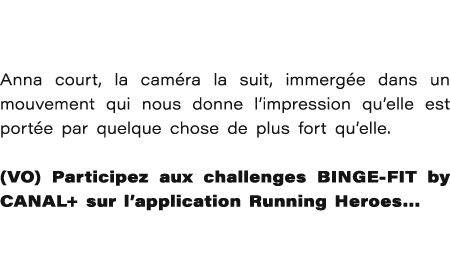 Anna court, la caméra la suit, immergée dans un
mouvement qui nous donne l'impression qu'elle est
portée par quelque chose de plus fort qu'elle.
(VO) Participez aux challenges BINGE-FIT by
CANAL+ sur l'application Running Heroes...